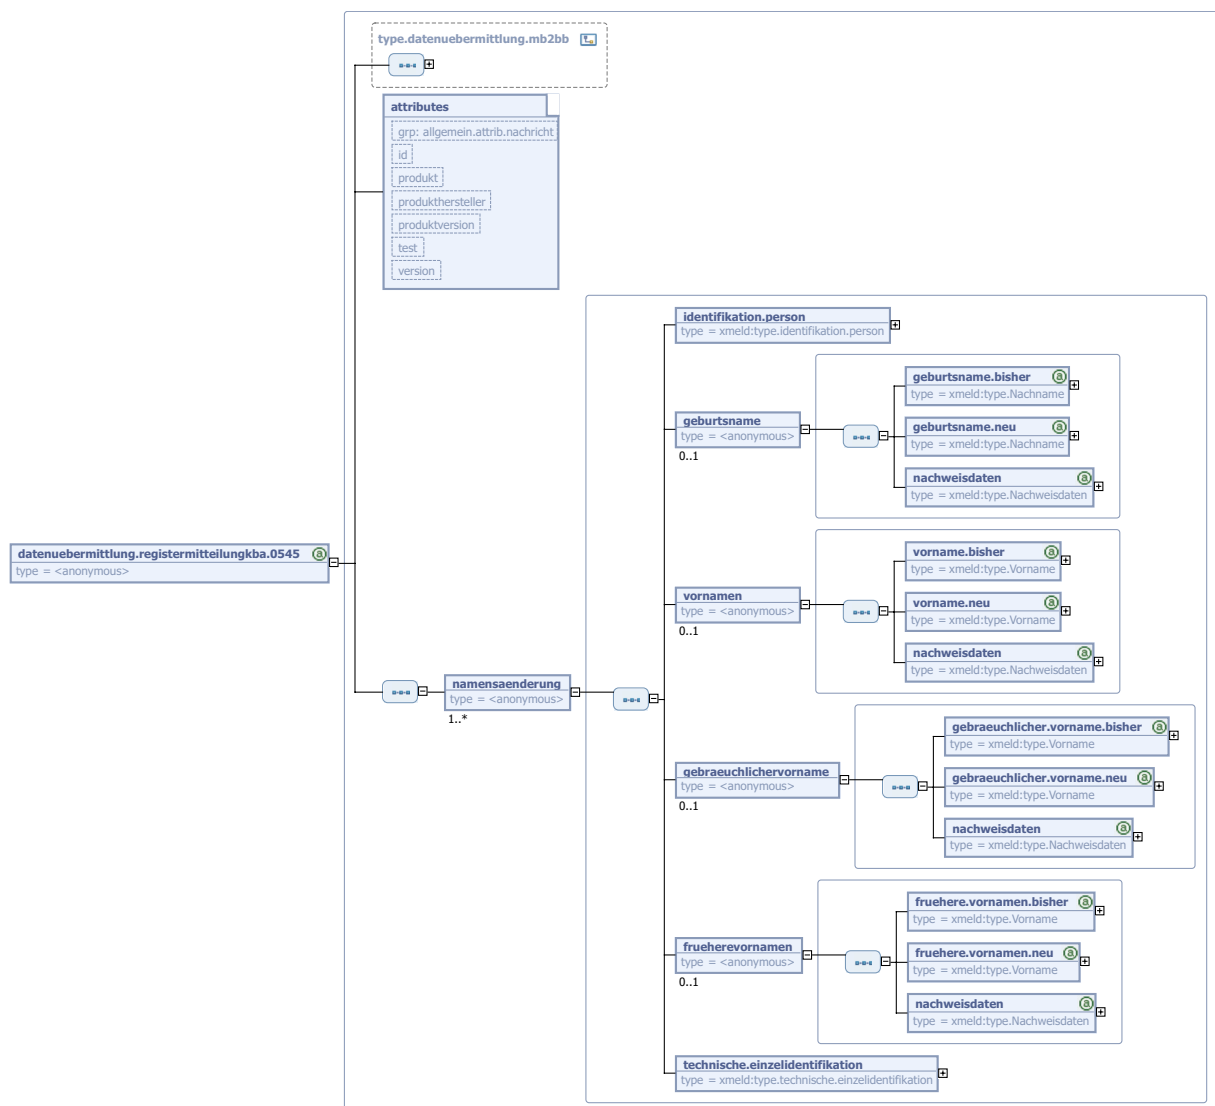 type.datenuebermittlung.mb2bb
attributes
grp: allgemein.attrib.nachricht
id
produkt
produkthersteller
produktversion
test
version
identifikation.person
type = xmeld:type.identifikation.person
geburtsname.bisher
type = xmeld:type.Nachname
geburtsname
type = <anonymous>
0..1
geburtsname.neu
type = xmeld:type.Nachname
nachweisdaten
type = xmeld:type.Nachweisdaten
datenuebermittlung.registermitteilungkba.0545
type = <anonymous>
vorname.bisher
type = xmeld:type.Vorname
vornamen
type = <anonymous>
0..1
vorname.neu
type = xmeld:type.Vorname
nachweisdaten
type = xmeld:type.Nachweisdaten
namensaenderung
type = <anonymous>
1..*
gebraeuchlicher.vorname.bisher
type = xmeld:type.Vorname
gebraeuchlichervorname
type = <anonymous>
0..1
gebraeuchlicher.vorname.neu
type = xmeld:type.Vorname
nachweisdaten
type = xmeld:type.Nachweisdaten
fruehere.vornamen.bisher
type = xmeld:type.Vorname
frueherevornamen
type = <anonymous>
0..1
fruehere.vornamen.neu
type = xmeld:type.Vorname
nachweisdaten
type = xmeld:type.Nachweisdaten
technische.einzelidentifikation
type = xmeld:type.technische.einzelidentifikation